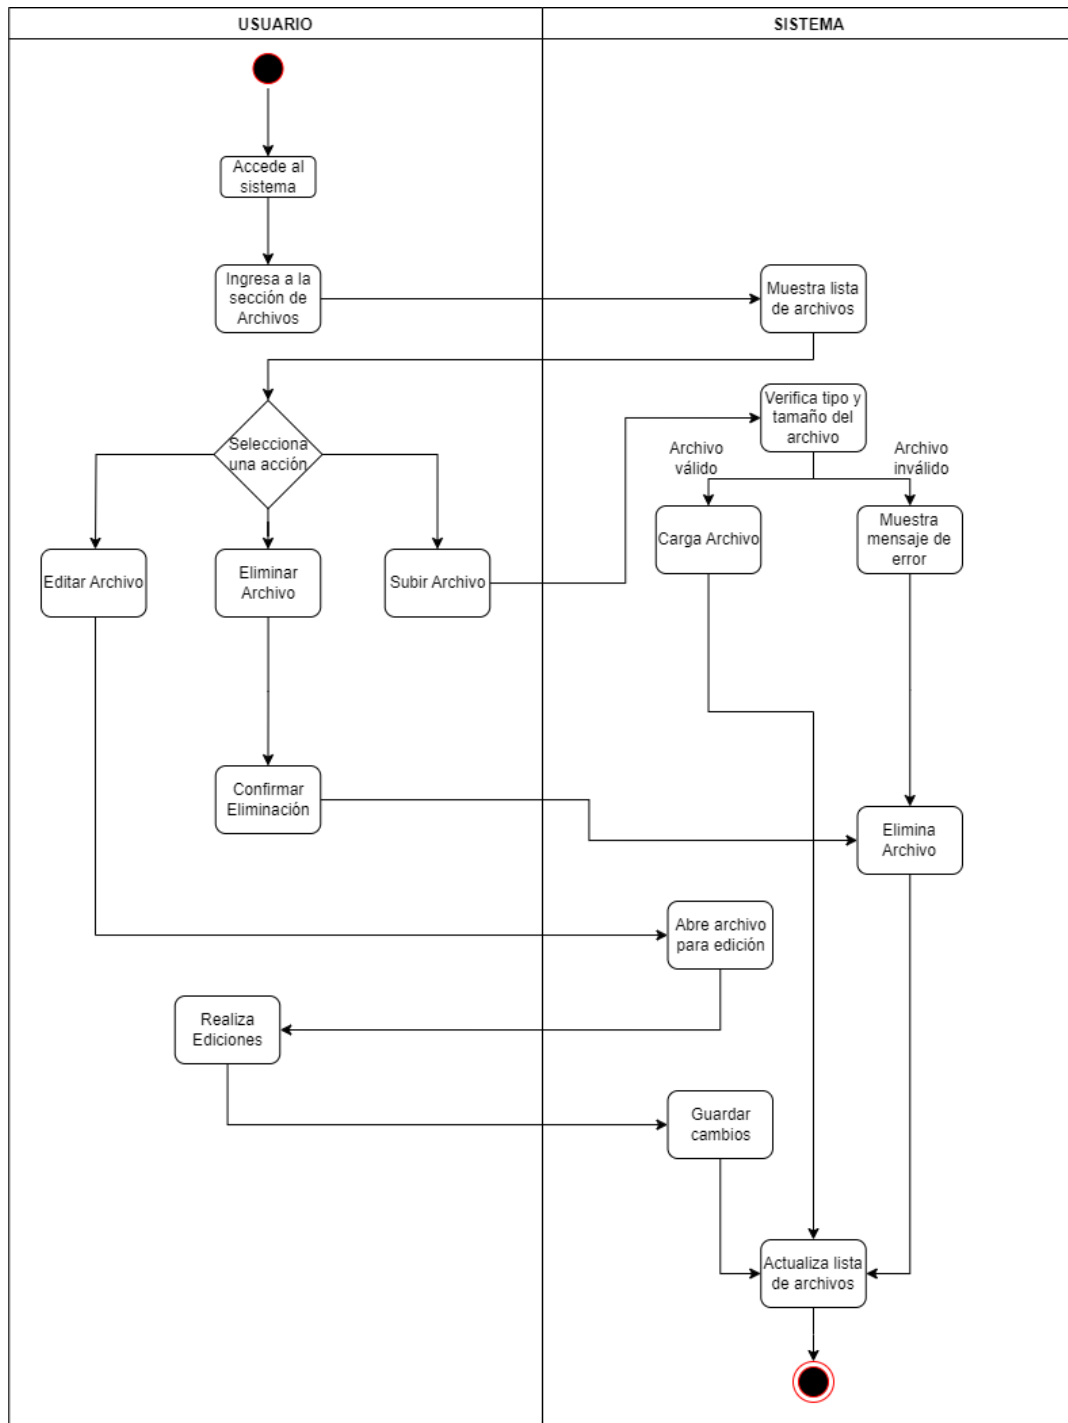 USUARIO
SISTEMA
Accede al
sistema
Ingresa a la
sección de
Archivos
Muestra lista
de archivos
Selecciona
una acción
Verifica tipo y
tamaño del
archivo
Archivo
válido
Archivo
inválido
Editar Archivo
Eliminar
Archivo
Subir Archivo
Carga Archivo
Muestra
mensaje de
error
Confirmar
Eliminación
Elimina
Archivo
Abre archivo
para edición
Realiza
Ediciones
Guardar
cambios
Actualiza lista
de archivos